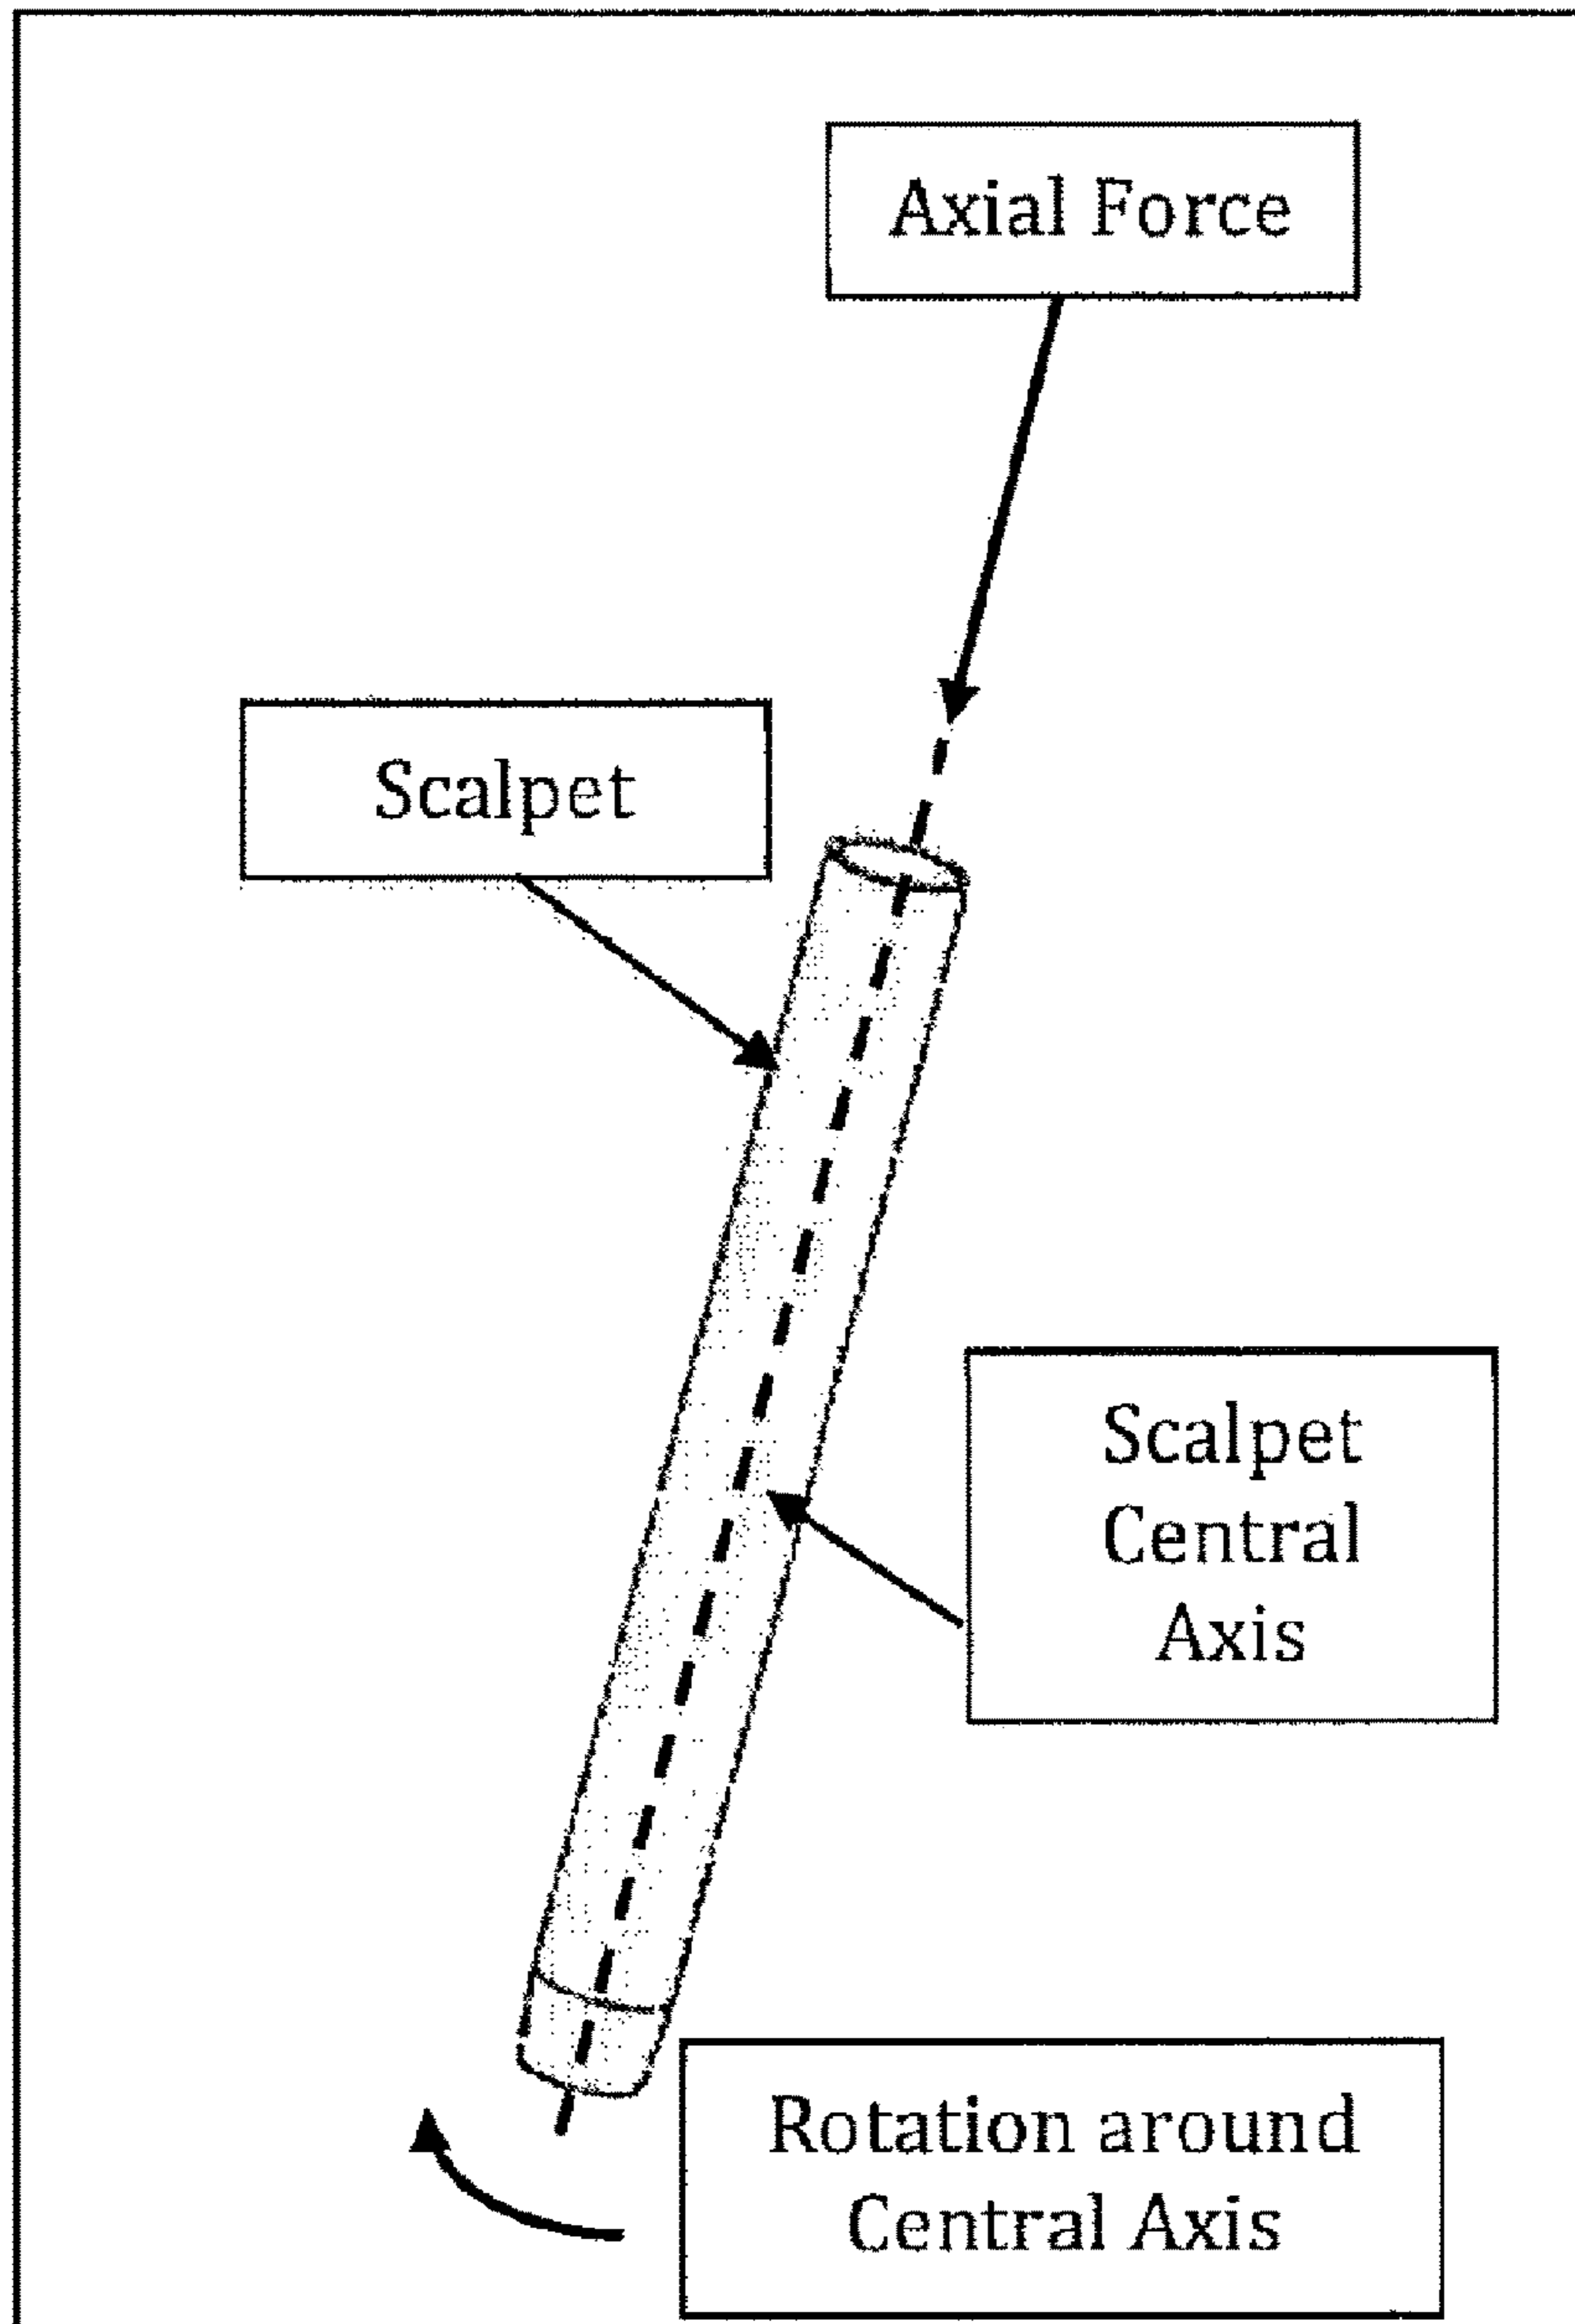 Axial Force
Scalpet
Scalpet
Central
Axis
Rotation around
Central Axis